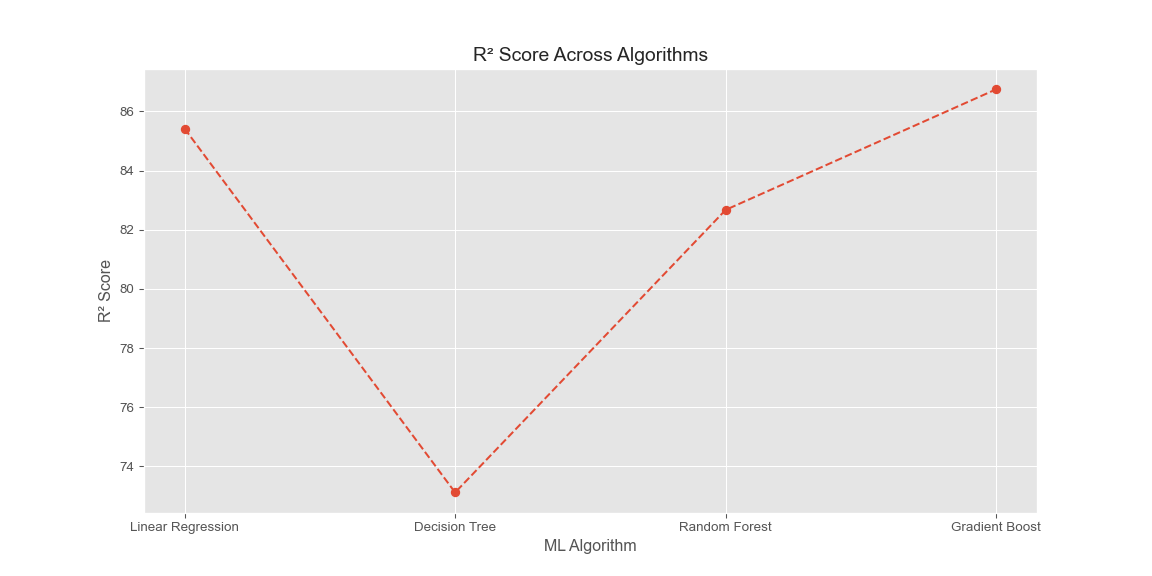 R² Score Across Algorithms
86
84
82
80
78
76
74
R² Score
Linear Regression
Decision Tree
Random Forest
Gradient Boost
ML Algorithm